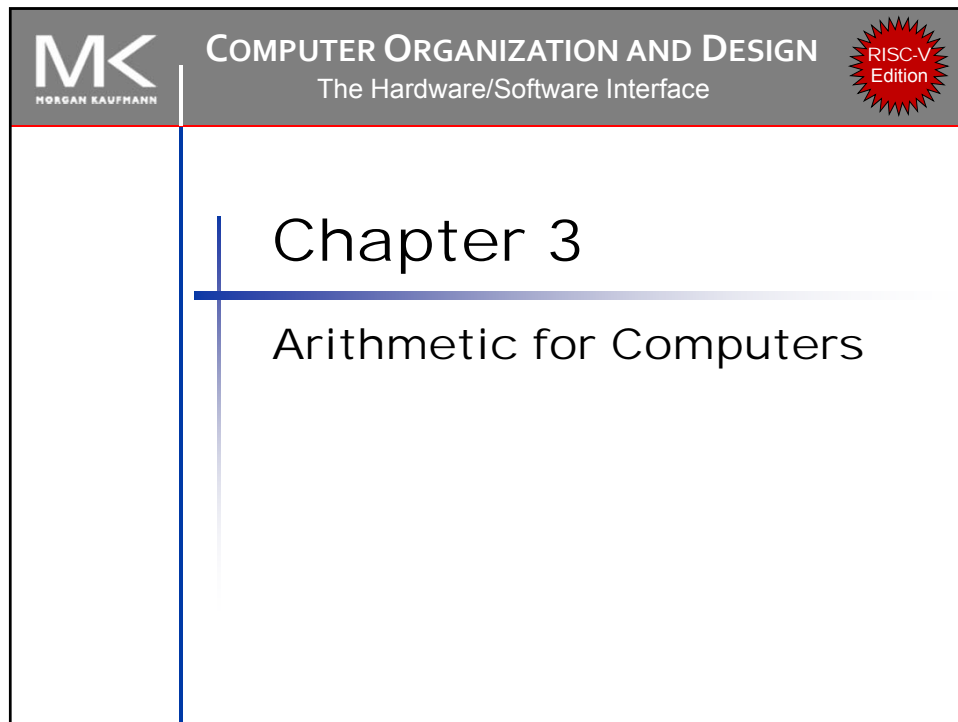 MK
MORGAN KAUFMANN
COMPUTER ORGANIZATION AND DESIGN
The Hardware/Software Interface
RISC-V
Edition
Chapter 3
Arithmetic for Computers